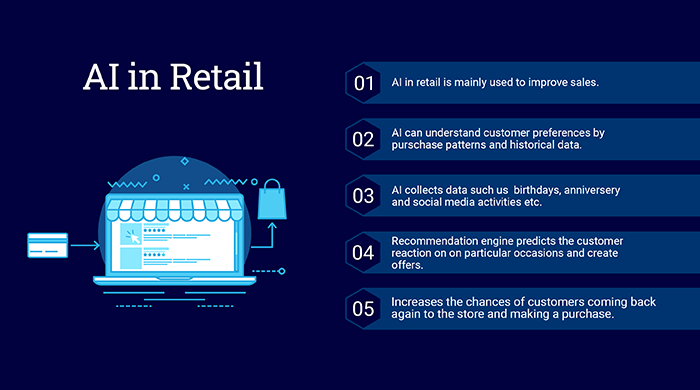 AI in Retail
01
AI in retail is mainly used to improve sales.
02
AI can understand customer preferences by
purschase patterns and historical data.
03
AI collects data such us  birthdays, anniversery
and social media activities etc.
04
Recommendation engine predicts the customer
reaction on on particular occasions and create
offers.
05
Increases the chances of customers coming back
again to the store and making a purchase.